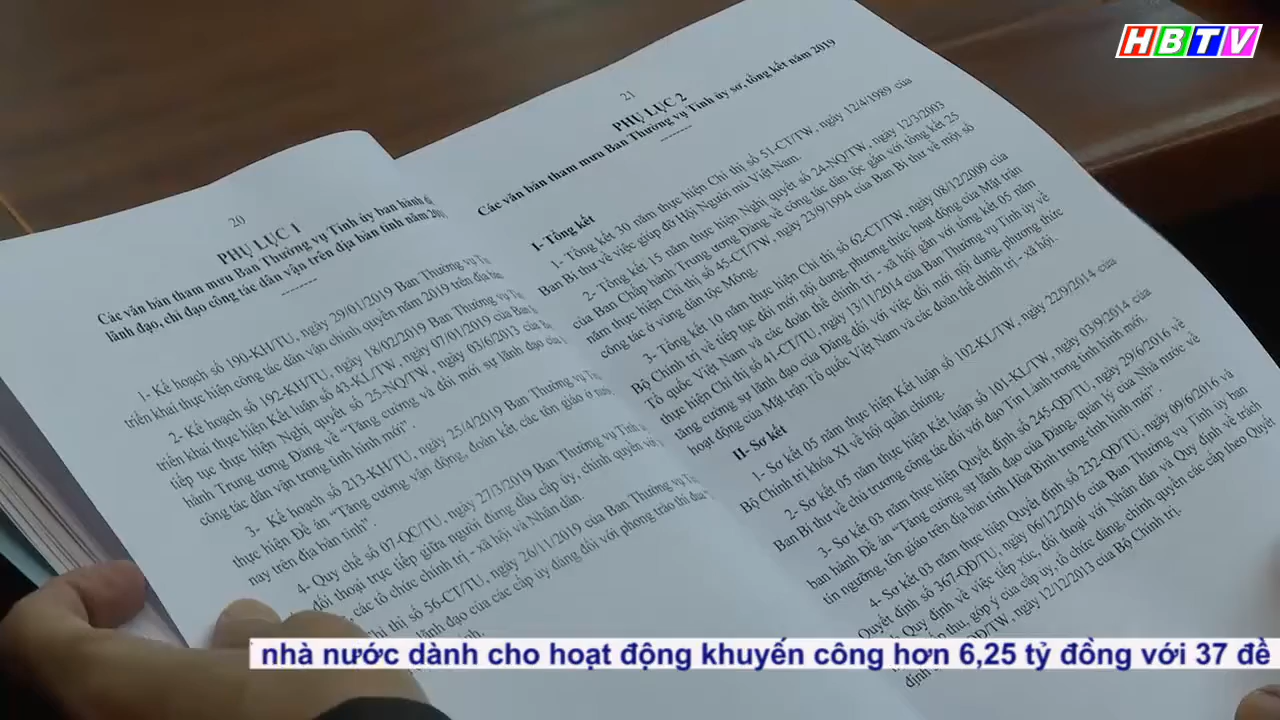 HBTV
20
PHỤ LỤC 1
Các văn bản tham mưu Ban Thường vụ Tỉnh ủy ban hành
lãnh đạo, chỉ đạo công tác dân vận trên địa bàn tỉnh năm 201
1- Kế hoạch số 190-KH/TU, ngày 29/01/2019 Ban Thường vụ
triển khai thực hiện công tác dân vận chính quyền năm 2019 trên địa
2- Kế hoạch số 192-KH/TU, ngày 18/02/2019 Ban Thường vụ
triển khai thực hiện Kết luận số 43-KL/TW, ngày 07/01/2019 của Ban
tiếp tục thực hiện Nghị quyết số 25-NQ/TW, ngày 03/6/2013 của
hành Trung ương Đảng về “Tăng cường và đổi mới sự lãnh đạo của
công tác dân vận trong tình hình mới”.
3- Kế hoạch số 213-KH/TU, ngày 25/4/2019 Ban Thường vụ
thực hiện Đề án “Tăng cường vận động, đoàn kết các tôn giáo ở
nay trên địa bàn tỉnh”.
4- Quy chế số 07-QC/TU, ngày 27/3/2019 Ban Thường vụ
đối thoại trực tiếp giữa người đứng đầu cấp ủy, chính quyền với
các tổ chức chính trị - xã hội và Nhân dân.
thị số 56-CT/TU, ngày 26/11/2019 của Ban Thường vụ
lãnh đạo của các cấp ủy đảng đối với phong trào thi đua
21
PHỤ LỤC 2
Các văn bản tham mưu Ban Thường vụ Tỉnh ủy sơ, tổng kết năm 2019
I- Tổng kết
1- Tổng kết 30 năm thực hiện Chỉ thị số 51-CT/TW, ngày 12/4/1989 của
Ban Bí thư về việc giúp đỡ Hội Người mù Việt Nam.
2- Tổng kết 15 năm thực hiện Nghị quyết số 24-NQ/TW, ngày 12/3/2003
của Ban Chấp hành Trung ương Đảng về công tác dân tộc gắn với tổng kết 25
năm thực hiện Chỉ thị số 45-CT/TW, ngày 23/9/1994 của Ban Bí thư về một số
công tác ở vùng dân tộc Mông.
3- Tổng kết 10 năm thực hiện Chỉ thị số 62-CT/TW, ngày 08/12/2009 của
Bộ Chính trị về tiếp tục đổi mới nội dung, phương thức hoạt động của Mặt trận
Tổ quốc Việt Nam và các đoàn thể chính trị - xã hội gắn với tổng kết 05 năm
thực hiện Chỉ thị số 41-CT/TU, ngày 13/11/2014 của Ban Thường vụ Tỉnh ủy về
tăng cường sự lãnh đạo của Đảng đối với việc đổi mới nội dung, phương thức
hoạt động của Mặt trận Tổ quốc Việt Nam và các đoàn thể chính trị - xã hội.
II- Sơ kết
1- Sơ kết 05 năm thực hiện Kết luận số 102-KL/TW, ngày 22/9/2014 của
Bộ Chính trị khóa XI về hội quần chúng.
2- Sơ kết 05 năm thực hiện Kết luận số 101-KL/TW, ngày 03/9/2014 của
Ban Bí thư về chủ trương công tác đối với đạo Tin Lành trong tình hình mới.
3- Sơ kết 03 năm thực hiện Quyết định số 245-QĐ/TU, ngày 29/6/2016 về
ban hành Đề án “Tăng cường sự lãnh đạo của Đảng, quản lý của Nhà nước về
tín ngưỡng, tôn giáo trên địa bàn tỉnh Hòa Bình trong tình hình mới”.
4- Sơ kết 03 năm thực hiện Quyết định số 232-QĐ/TU, ngày 09/6/2016 và
Quyết định số 367-QĐ/TU, ngày 06/12/2016 của Ban Thường vụ Tỉnh ủy ban
Quy định về việc tiếp xúc, đối thoại với Nhân dân và Quy định về trách
thu, góp ý của cấp ủy, tổ chức đảng, chính quyền các cấp theo Quyết
QĐ/TW, ngày 12/12/2013 của Bộ Chính trị.
nhà nước dành cho hoạt động khuyến công hơn 6,25 tỷ đồng với 37 đề